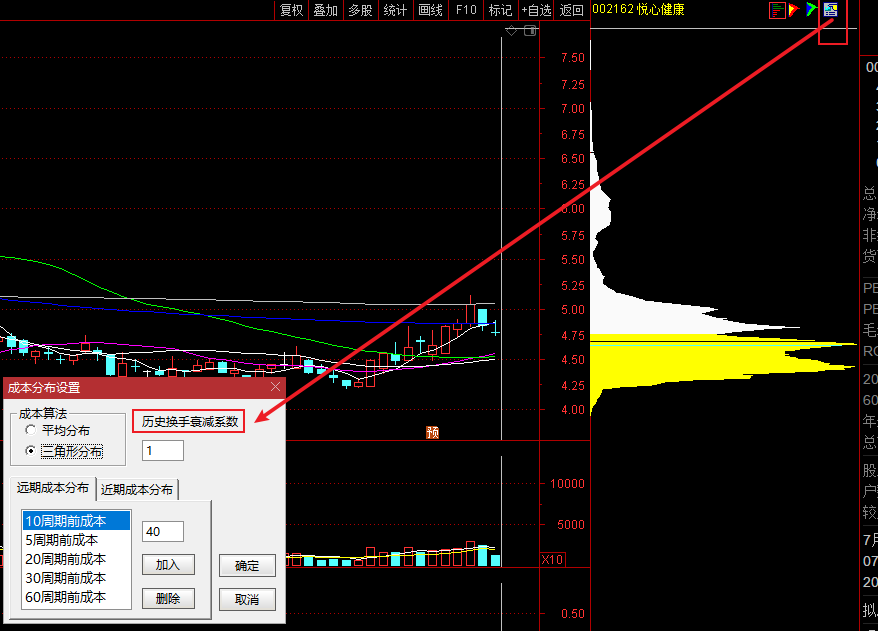 复权 叠加 多股 统计 画线 F10 标记 +自选 返回
002162 悦心健康
7.50
7.25
7.00
6.75
6.50
6.25
6.00
5.75
5.50
5.25
5.00
4.75
4.50
4.25
4.00
预
10000
5000
X10
0.50
成本分布设置
成本算法
平均分布
三角形分布
历史换手衰减系数
1
远期成本分布 近期成本分布
10周期前成本
5周期前成本
20周期前成本
30周期前成本
60周期前成本
40
加入
删除
确定
取消
00
总
净
非
货
PE
PE
毛
RO
20
60
年
总
股
户
较
7月
07
20
拟